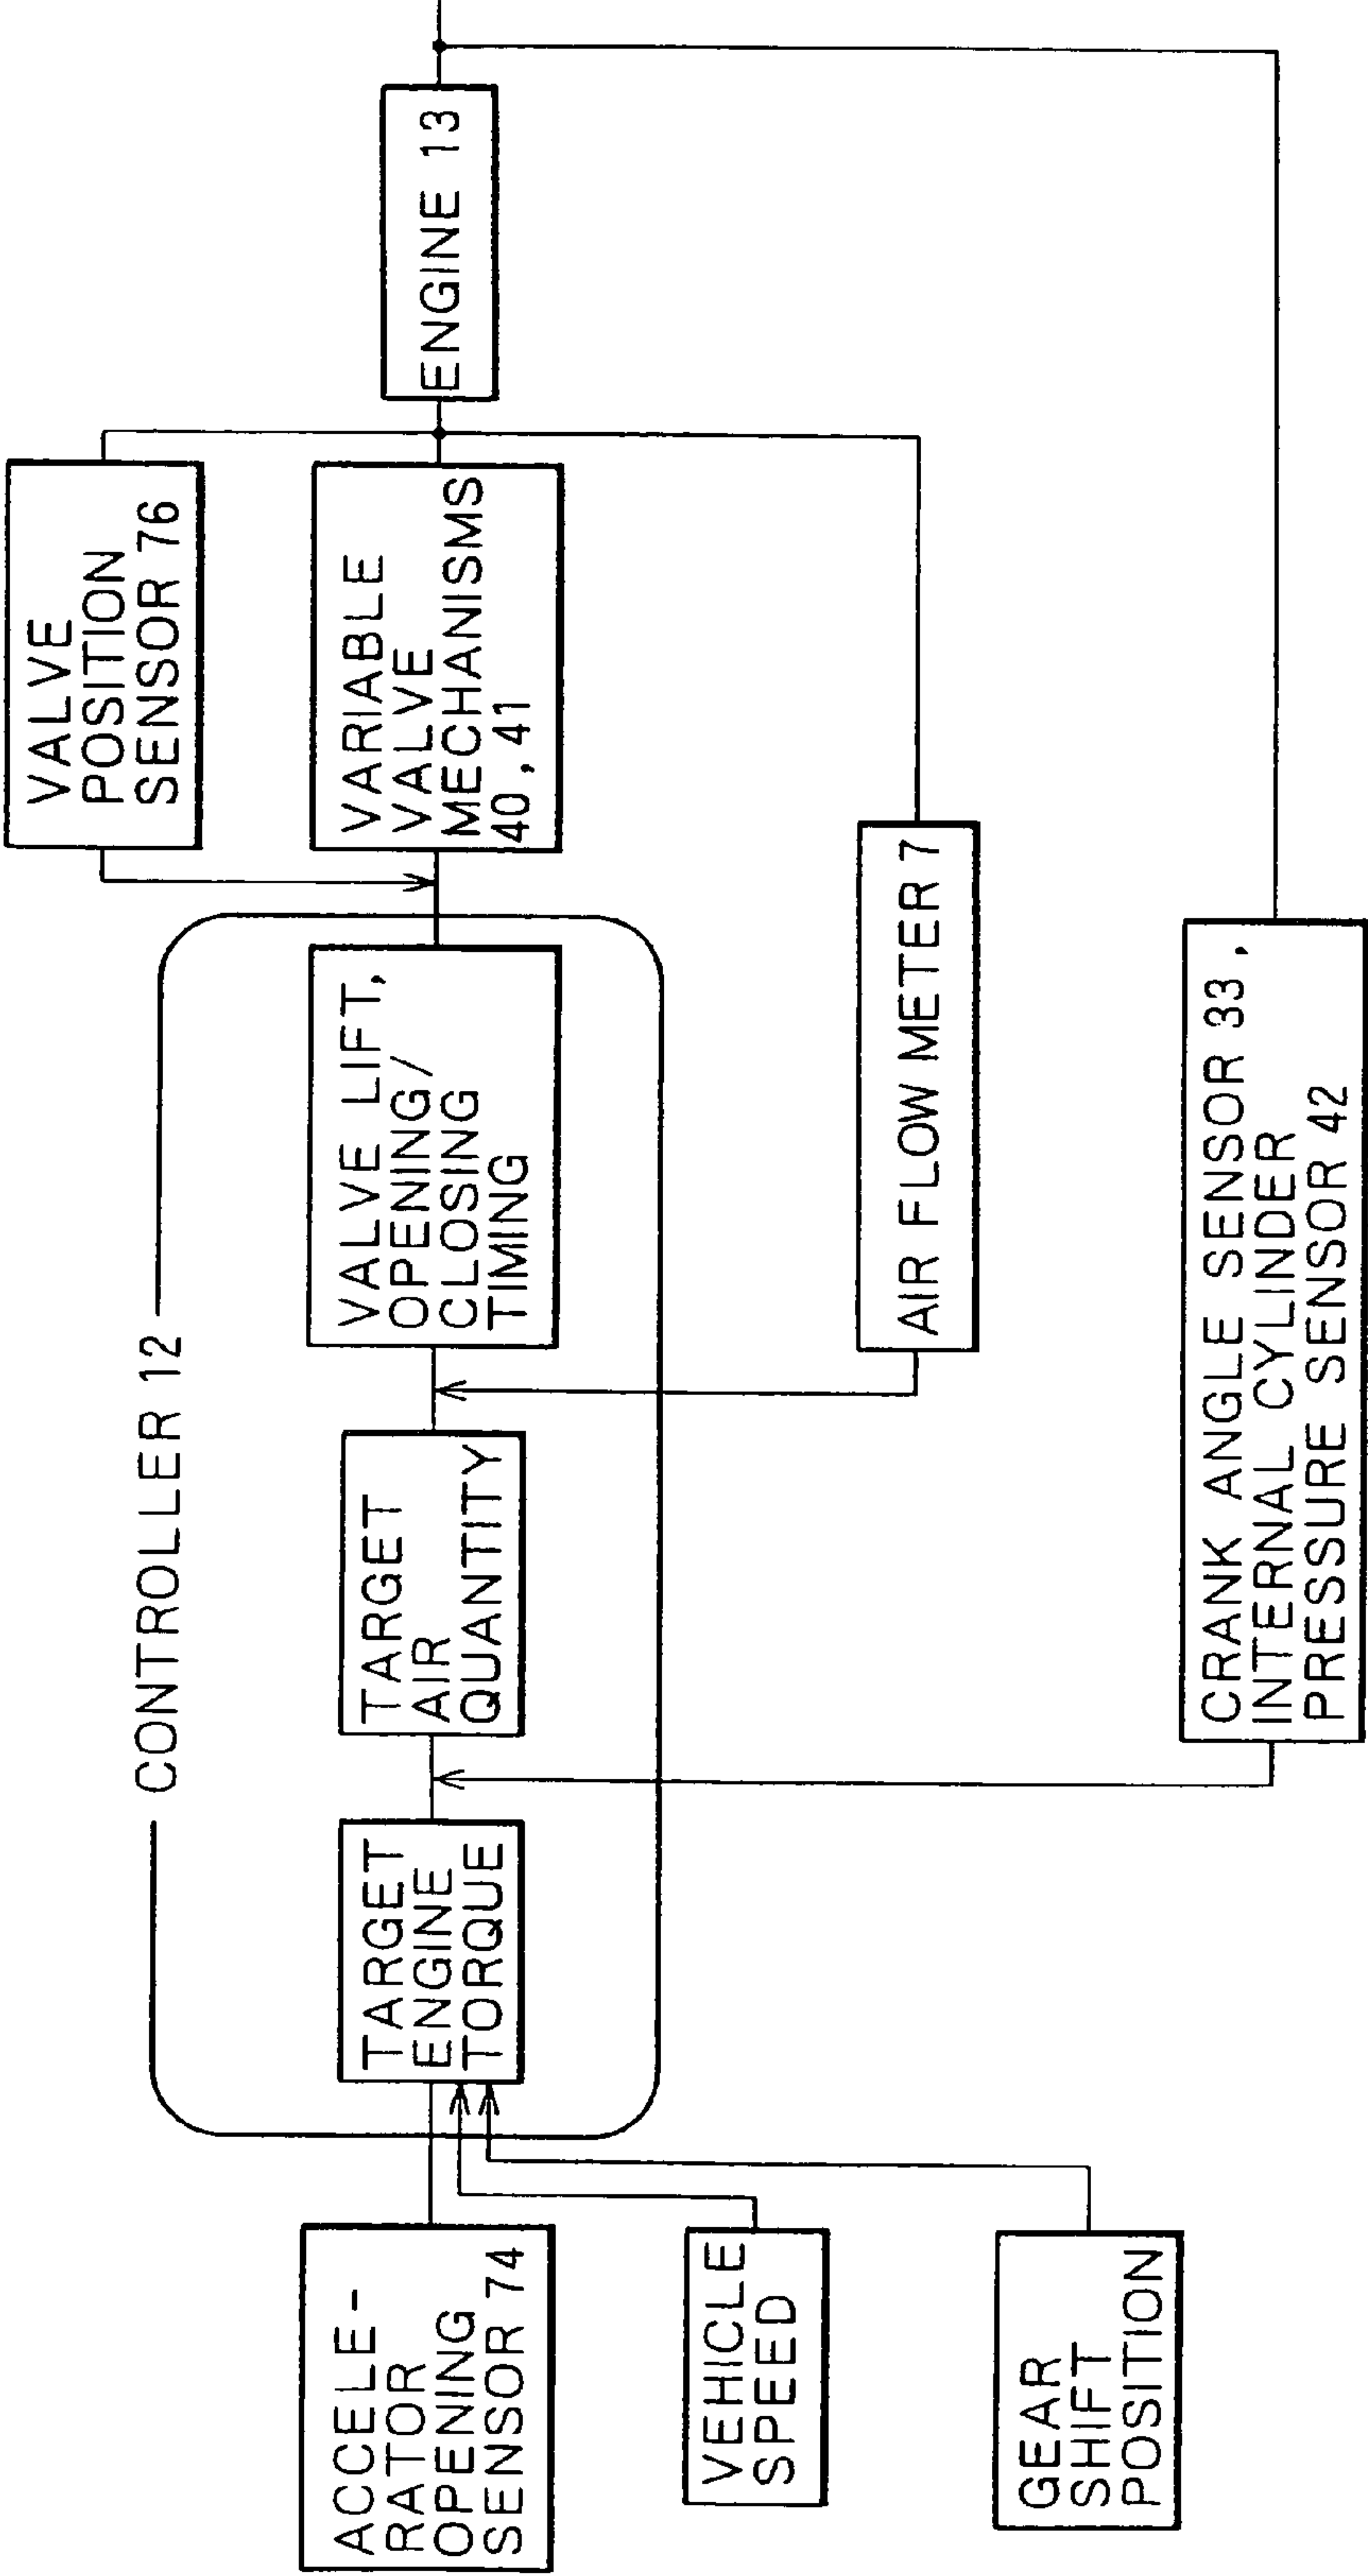 CONTROLLER 12
ACCELE-
RATOR
OPENING
SENSOR 74
TARGET
ENGINE
TORQUE
TARGET
AIR
QUANTITY
VALVE LIFT,
OPENING/
CLOSING
TIMING
VARIABLE
VALVE
MECHANISMS
40, 41
VALVE
POSITION
SENSOR 76
ENGINE 13
VEHICLE
SPEED
AIR FLOW METER 7
GEAR
SHIFT
POSITION
CRANK ANGLE SENSOR 33,
INTERNAL CYLINDER
PRESSURE SENSOR 42